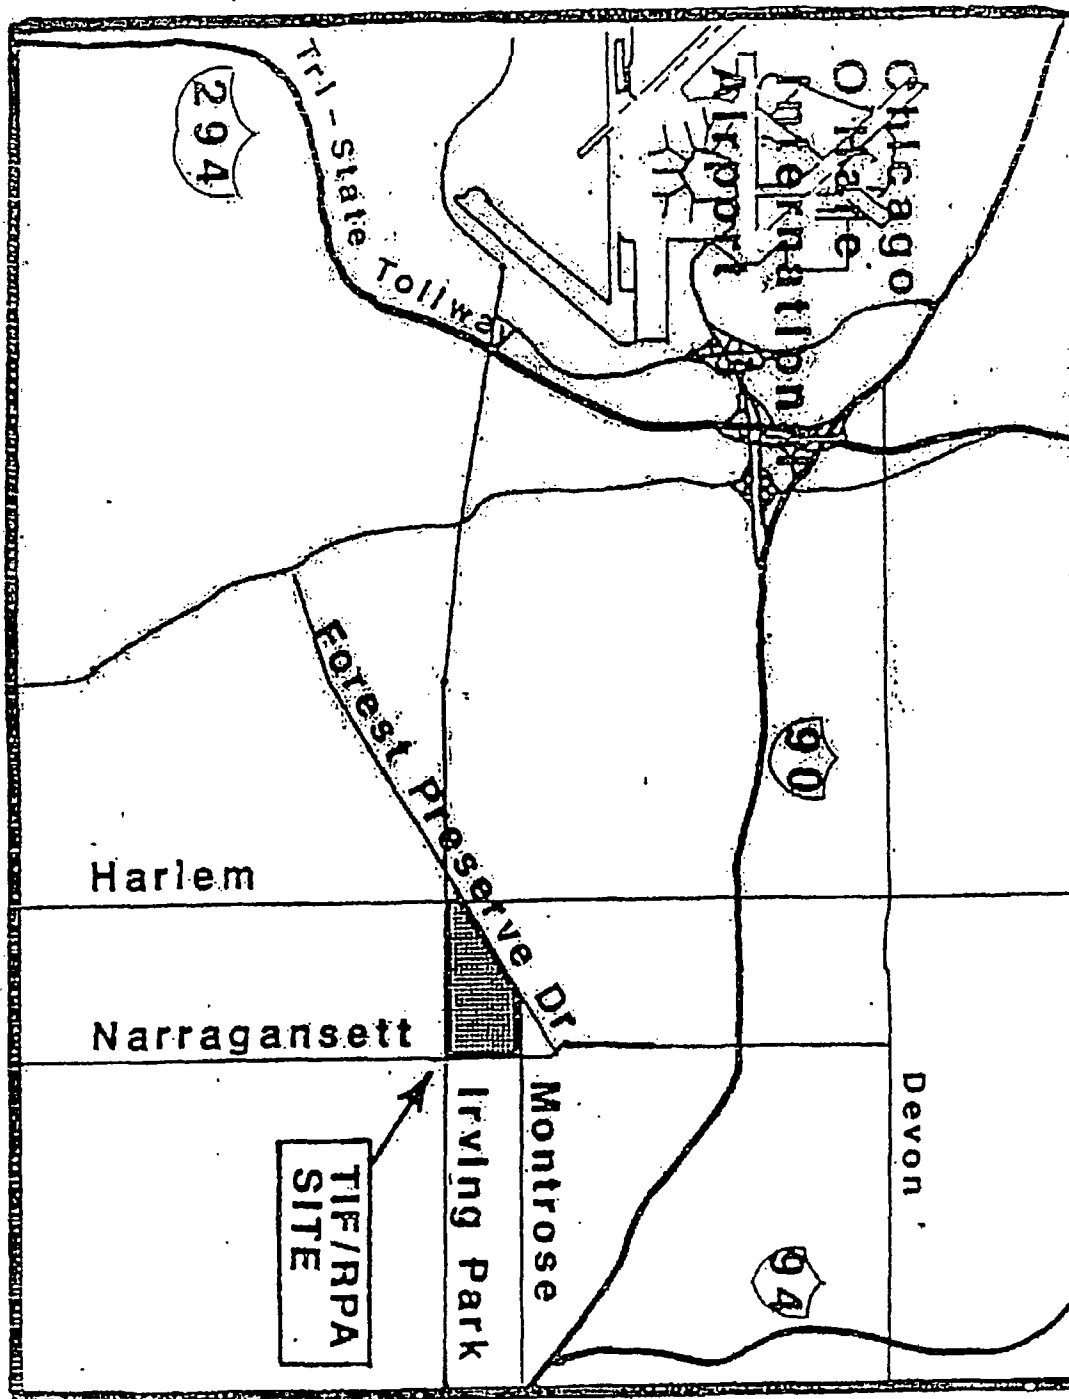 Chicago
O'Hare
International
Airport
Tri-State
Tollway
294
Forest Preserve Dr
90
Harlem
Narragansett
Devon
Montrose
Irving Park
TIF/RPA
SITE
94